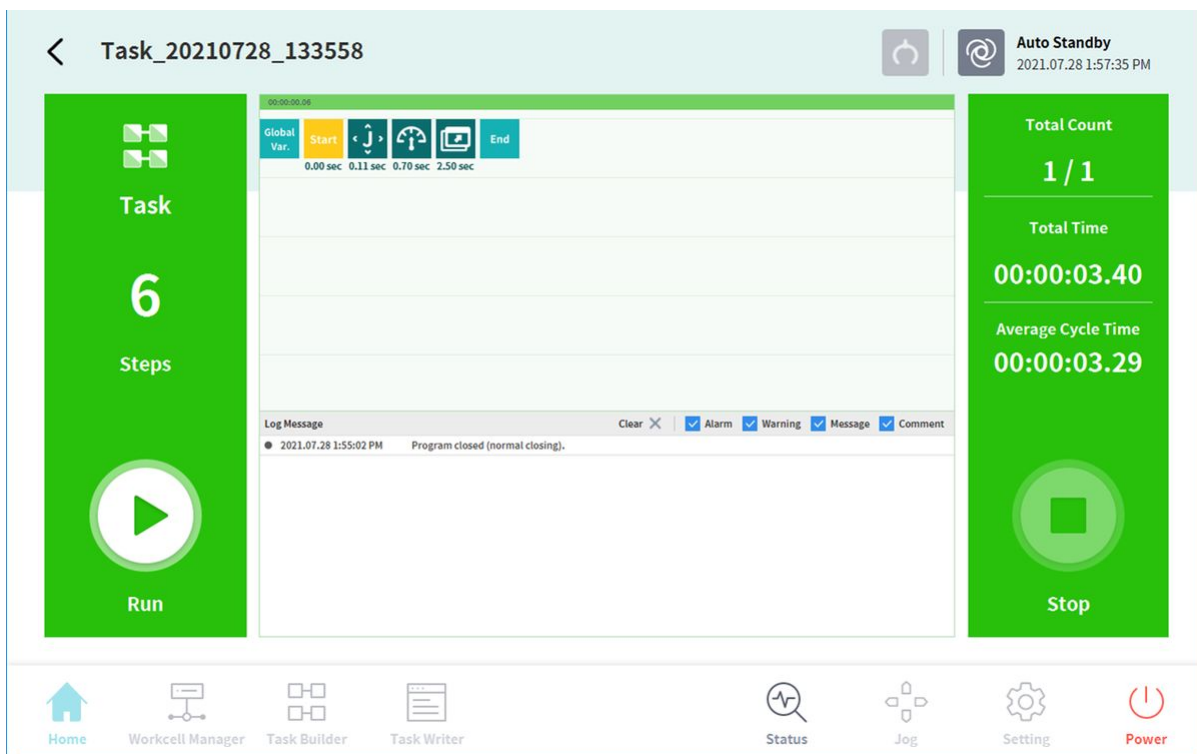 Task_20210728_133558
Auto Standby
2021.07.28 1:57:35 PM
Task
6
Steps
Run
00:00:00.06
Global
Var.
Start
J
End
0.00 sec 0.11 sec 0.70 sec 2.50 sec
Log Message
Clear
Alarm
Warning
Message
Comment
2021.07.28 1:55:02 PM Program closed (normal closing).
Total Count
1 / 1
Total Time
00:00:03.40
Average Cycle Time
00:00:03.29
Stop
Home
Workcell Manager
Task Builder
Task Writer
Status
Jog
Setting
Power